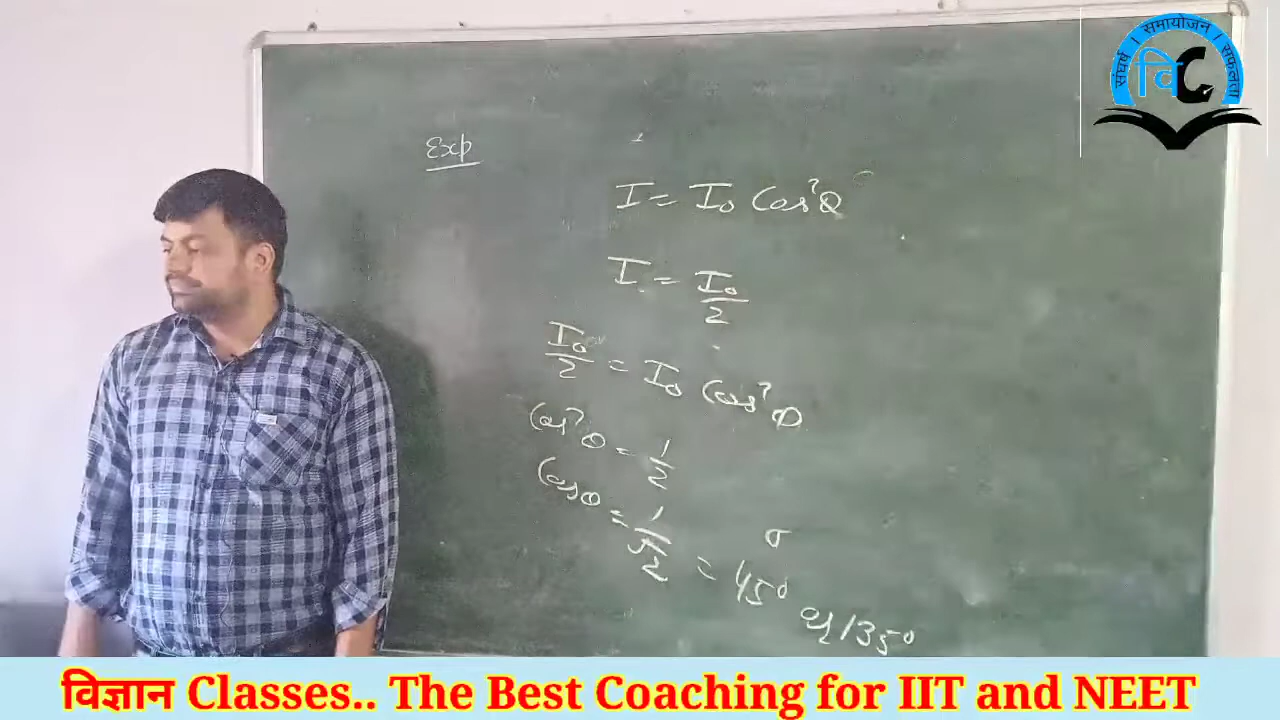 संघर्ष । समायोजन । सफलता
विC
Exp
I = I₀ Cos²θ
I = I₀/2
I₀/2 = I₀ Cos²θ
Cos²θ = 1/2
Cosθ = 1/√2 = 45° or 135°
विज्ञान Classes.. The Best Coaching for IIT and NEET